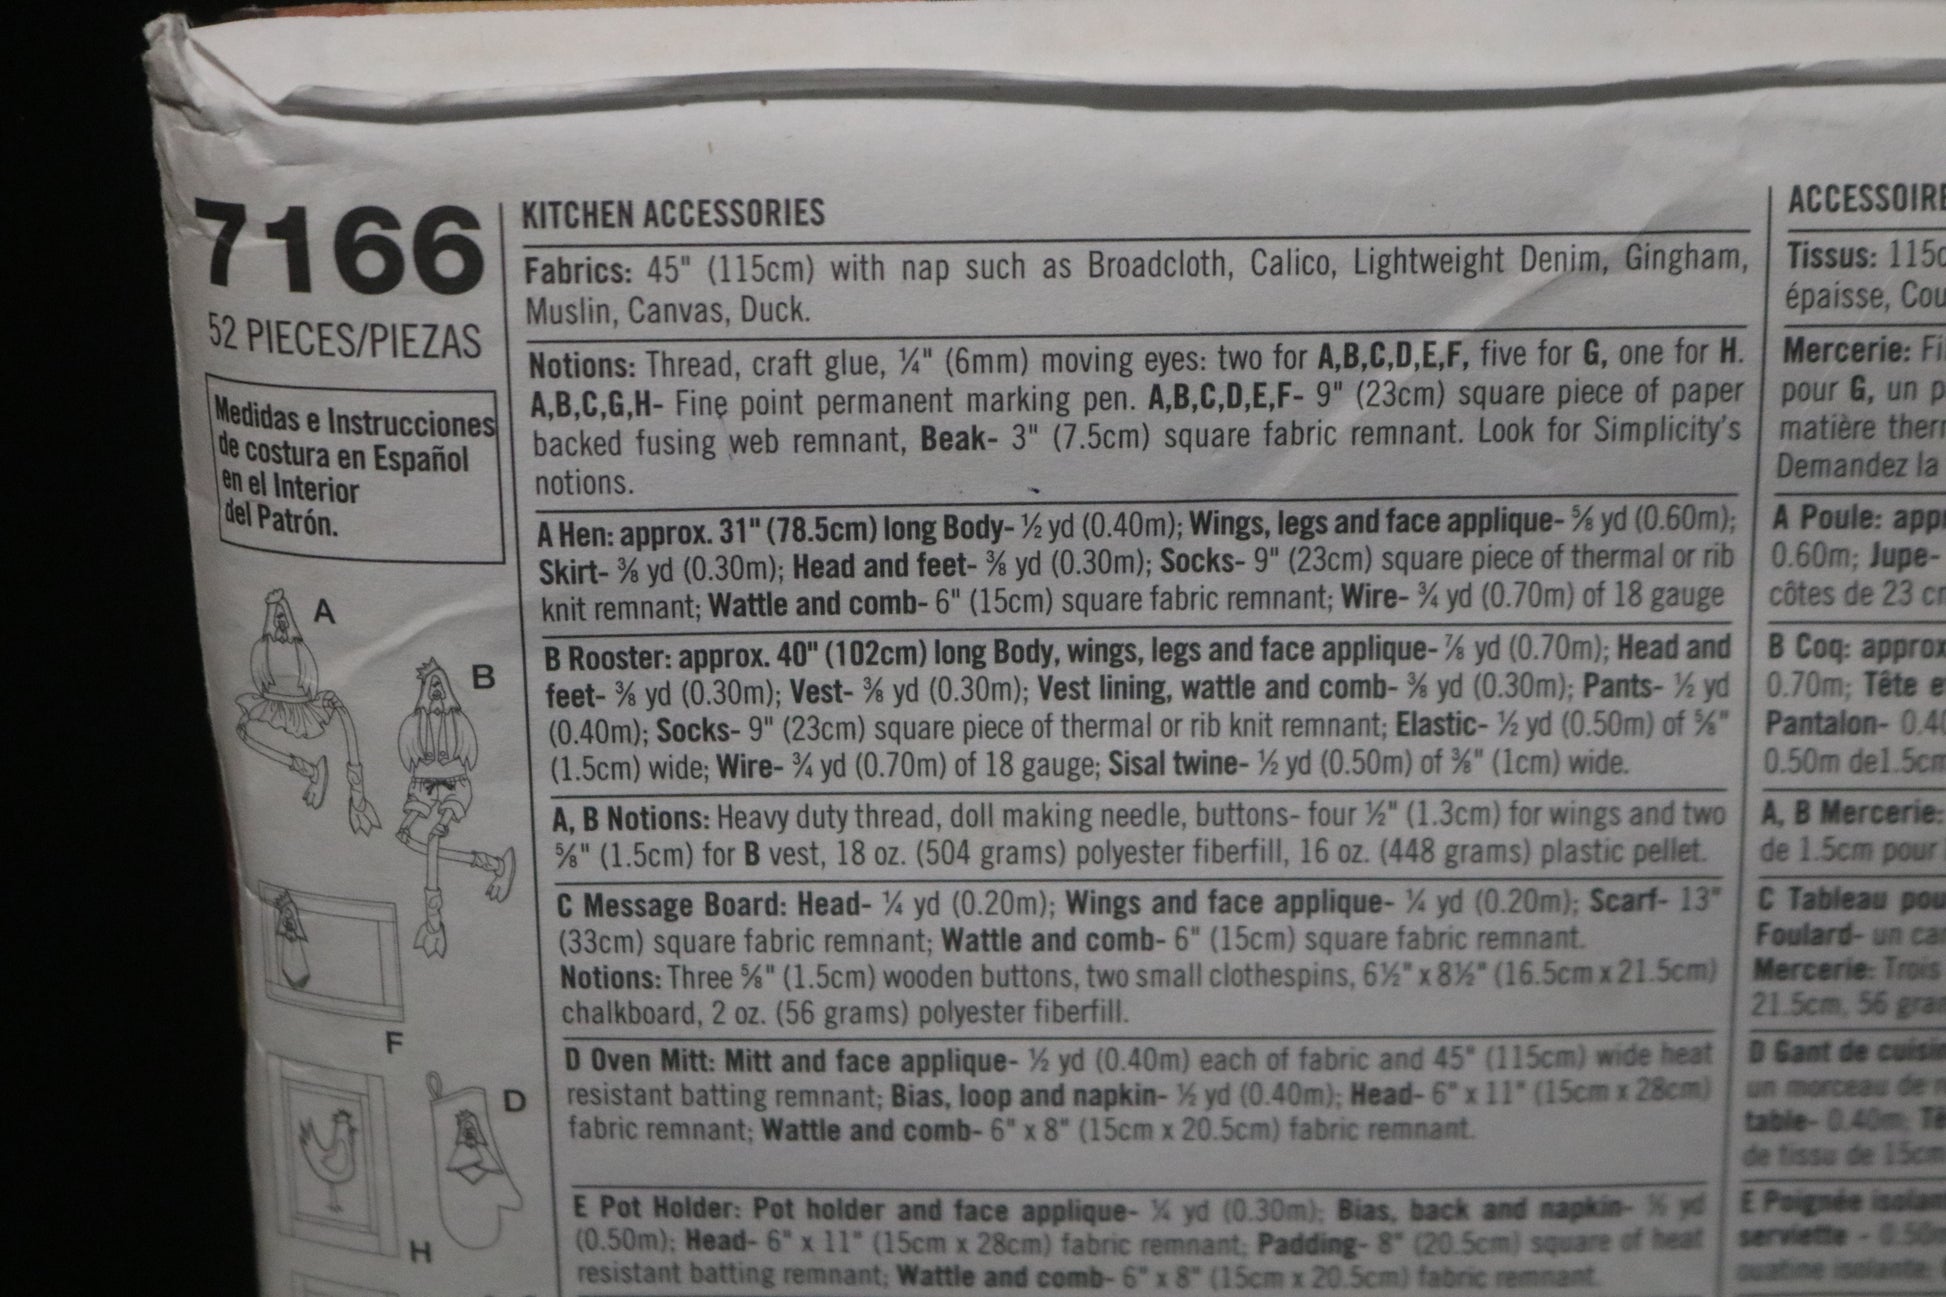 7166
52 PIECES/PIEZAS
Medidas e Instrucciones
de costura en Español
en el Interior
del Patrón.
A
B
F
D
H
KITCHEN ACCESSORIES
Fabrics: 45" (115cm) with nap such as Broadcloth, Calico, Lightweight Denim, Gingham,
Muslin, Canvas, Duck.
Notions: Thread, craft glue, ¼" (6mm) moving eyes: two for A,B,C,D,E,F, five for G, one for H.
A,B,C,G,H- Fine point permanent marking pen. A,B,C,D,E,F- 9" (23cm) square piece of paper
backed fusing web remnant, Beak- 3" (7.5cm) square fabric remnant. Look for Simplicity's
notions.
A Hen: approx. 31" (78.5cm) long Body- ½ yd (0.40m); Wings, legs and face applique- ⅝ yd (0.60m);
Skirt- ⅜ yd (0.30m); Head and feet- ⅜ yd (0.30m); Socks- 9" (23cm) square piece of thermal or rib
knit remnant; Wattle and comb- 6" (15cm) square fabric remnant; Wire- ¾ yd (0.70m) of 18 gauge
B Rooster: approx. 40" (102cm) long Body, wings, legs and face applique- ⅞ yd (0.70m); Head and
feet- ⅜ yd (0.30m); Vest- ⅜ yd (0.30m); Vest lining, wattle and comb- ⅜ yd (0.30m); Pants- ½ yd
(0.40m); Socks- 9" (23cm) square piece of thermal or rib knit remnant; Elastic- ½ yd (0.50m) of ⅝"
(1.5cm) wide; Wire- ¾ yd (0.70m) of 18 gauge; Sisal twine- ½ yd (0.50m) of ⅜" (1cm) wide.
A, B Notions: Heavy duty thread, doll making needle, buttons- four ½" (1.3cm) for wings and two
⅝" (1.5cm) for B vest, 18 oz. (504 grams) polyester fiberfill, 16 oz. (448 grams) plastic pellet.
C Message Board: Head- ¼ yd (0.20m); Wings and face applique- ¼ yd (0.20m); Scarf- 13"
(33cm) square fabric remnant; Wattle and comb- 6" (15cm) square fabric remnant.
Notions: Three ⅝" (1.5cm) wooden buttons, two small clothespins, 6½" x 8½" (16.5cm x 21.5cm)
chalkboard, 2 oz. (56 grams) polyester fiberfill.
D Oven Mitt: Mitt and face applique- ½ yd (0.40m) each of fabric and 45" (115cm) wide heat
resistant batting remnant; Bias, loop and napkin- ½ yd (0.40m); Head- 6" x 11" (15cm x 28cm)
fabric remnant; Wattle and comb- 6" x 8" (15cm x 20.5cm) fabric remnant.
E Pot Holder: Pot holder and face applique- yd (0.30m); Bias, back and napkin- yd
(0.50m); Head- 6" x 11" (15cm x 28cm) fabric remnant; Padding- 8" (20.5cm) square of heat
resistant batting remnant; Wattle and comb- 6" x 8" (15cm x 20.5cm) fabric remnant.
ACCESSOIRE
Tissus: 115c
épaisse, Cou
Mercerie: Fi
pour G, un p
matière therm
Demandez la
A Poule: appr
0.60m; Jupe-
côtes de 23 cm
B Coq: approx
0.70m; Tête e
Pantalon- 0.40
0.50m de1.5cm
A, B Mercerie:
de 1.5cm pour
C Tableau pou
Foulard- un ca
Mercerie: Trois
21.5cm, 56 gram
D Gant de cuisin
un morceau de
table- 0.40m; Tê
de tissu de 15cm
E Poignée isolan
serviette - 0.50m
ouatine isolante